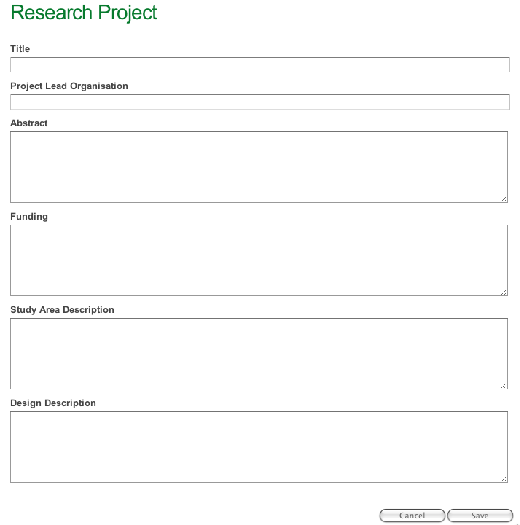 Research Project
Title
Project Lead Organisation
Abstract
Funding
Study Area Description
Design Description
Cancel Save